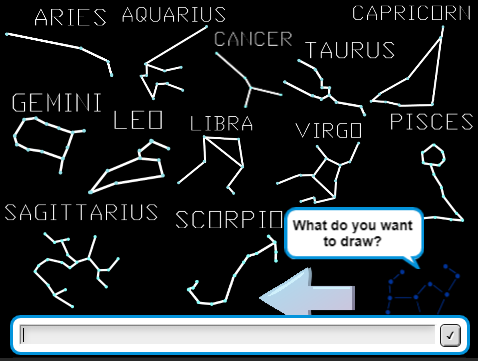 ARIES AQUARIUS CAPRICORN
CANCER TAURUS
GEMINI LEO LIBRA VIRGO PISCES
SAGITTARIUS SCORPIO
What do you want
to draw?